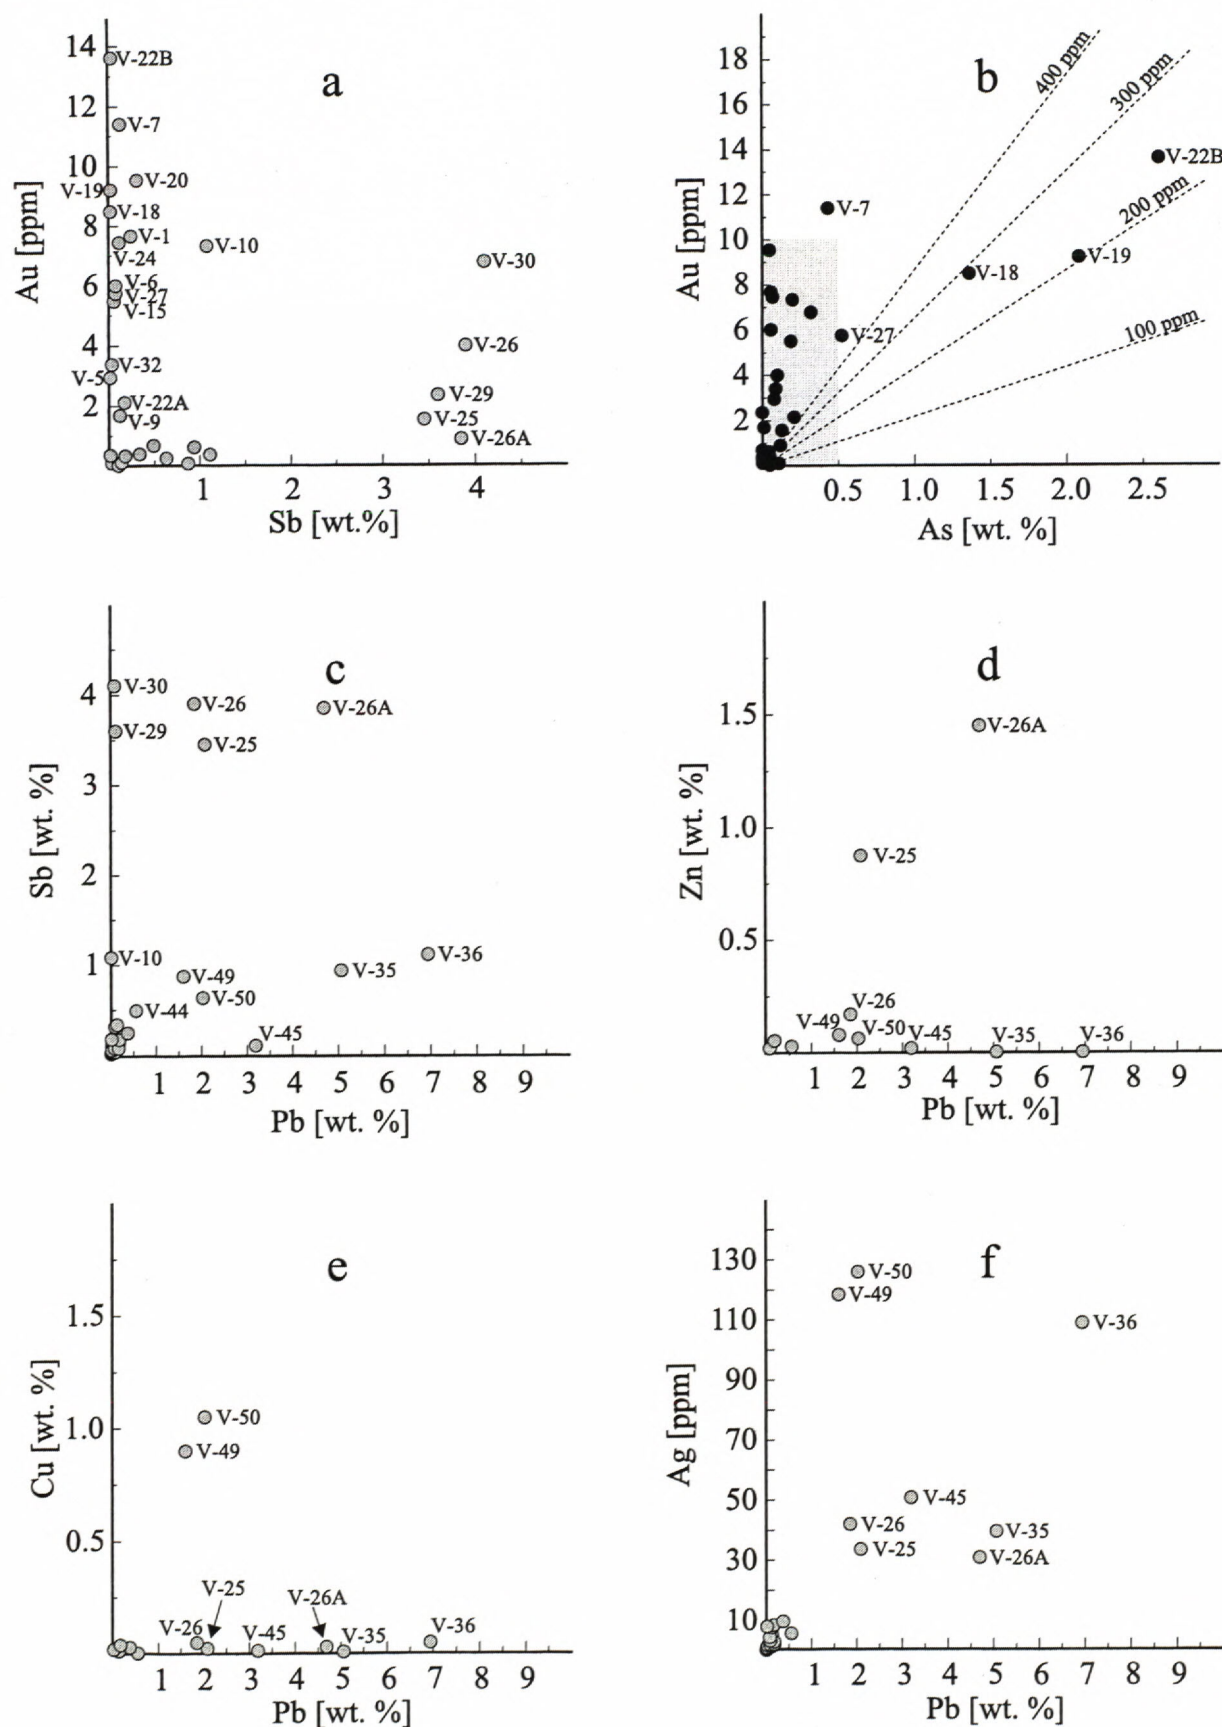 a
14
12
10
8
6
4
2
Au [ppm]
V-22B
V-7
V-20
V-19
V-18
V-1
V-10
V-24
V-30
V-6
V-27
V-15
V-26
V-32
V-5
V-29
V-22A
V-25
V-9
V-26A
1 2 3 4
Sb [wt.%]
b
18
16
14
12
10
8
6
4
2
Au [ppm]
400 ppm
300 ppm
200 ppm
100 ppm
V-22B
V-7
V-19
V-18
V-27
0.5 1.0 1.5 2.0 2.5
As [wt. %]
c
4
3
2
1
Sb [wt. %]
V-30
V-26
V-26A
V-29
V-25
V-10
V-36
V-49
V-35
V-50
V-44
V-45
1 2 3 4 5 6 7 8 9
Pb [wt. %]
d
1.5
1.0
0.5
Zn [wt. %]
V-26A
V-25
V-26
V-49
V-50
V-45
V-35
V-36
1 2 3 4 5 6 7 8 9
Pb [wt. %]
e
1.5
1.0
0.5
Cu [wt. %]
V-50
V-49
V-25
V-26A
V-26
V-45
V-35
V-36
1 2 3 4 5 6 7 8 9
Pb [wt. %]
f
130
110
90
70
50
30
10
Ag [ppm]
V-50
V-49
V-36
V-45
V-26
V-35
V-25
V-26A
1 2 3 4 5 6 7 8 9
Pb [wt. %]